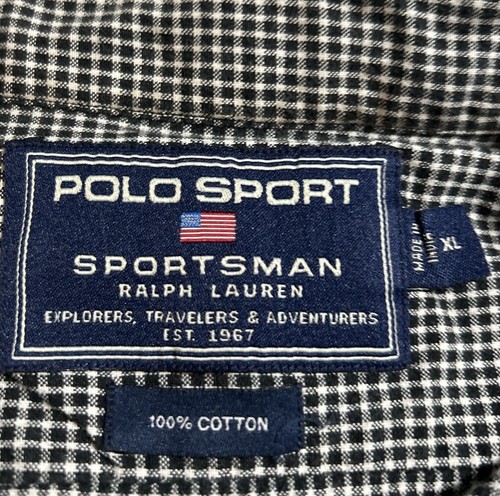 POLO SPORT
SPORTSMAN
RALPH LAUREN
EXPLORERS, TRAVELERS & ADVENTURERS
EST. 1967
MADE IN
INDIA
XL
100% COTTON